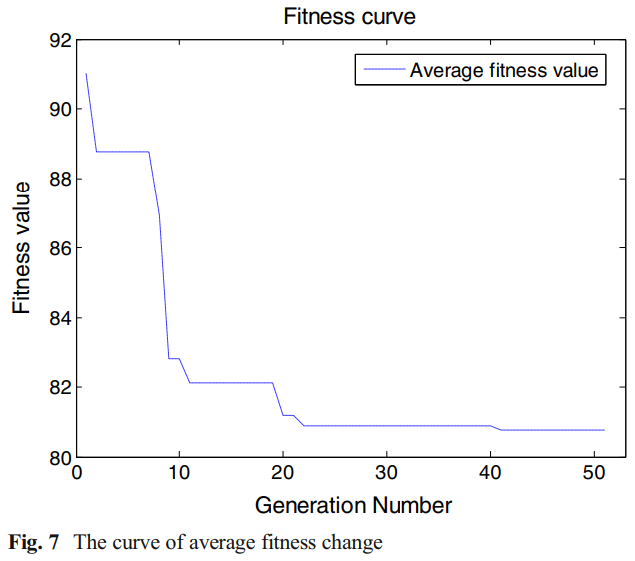 Fitness curve
92
90
88
86
84
82
80
Fitness value
Average fitness value
0 10 20 30 40 50
Generation Number
Fig. 7 The curve of average fitness change